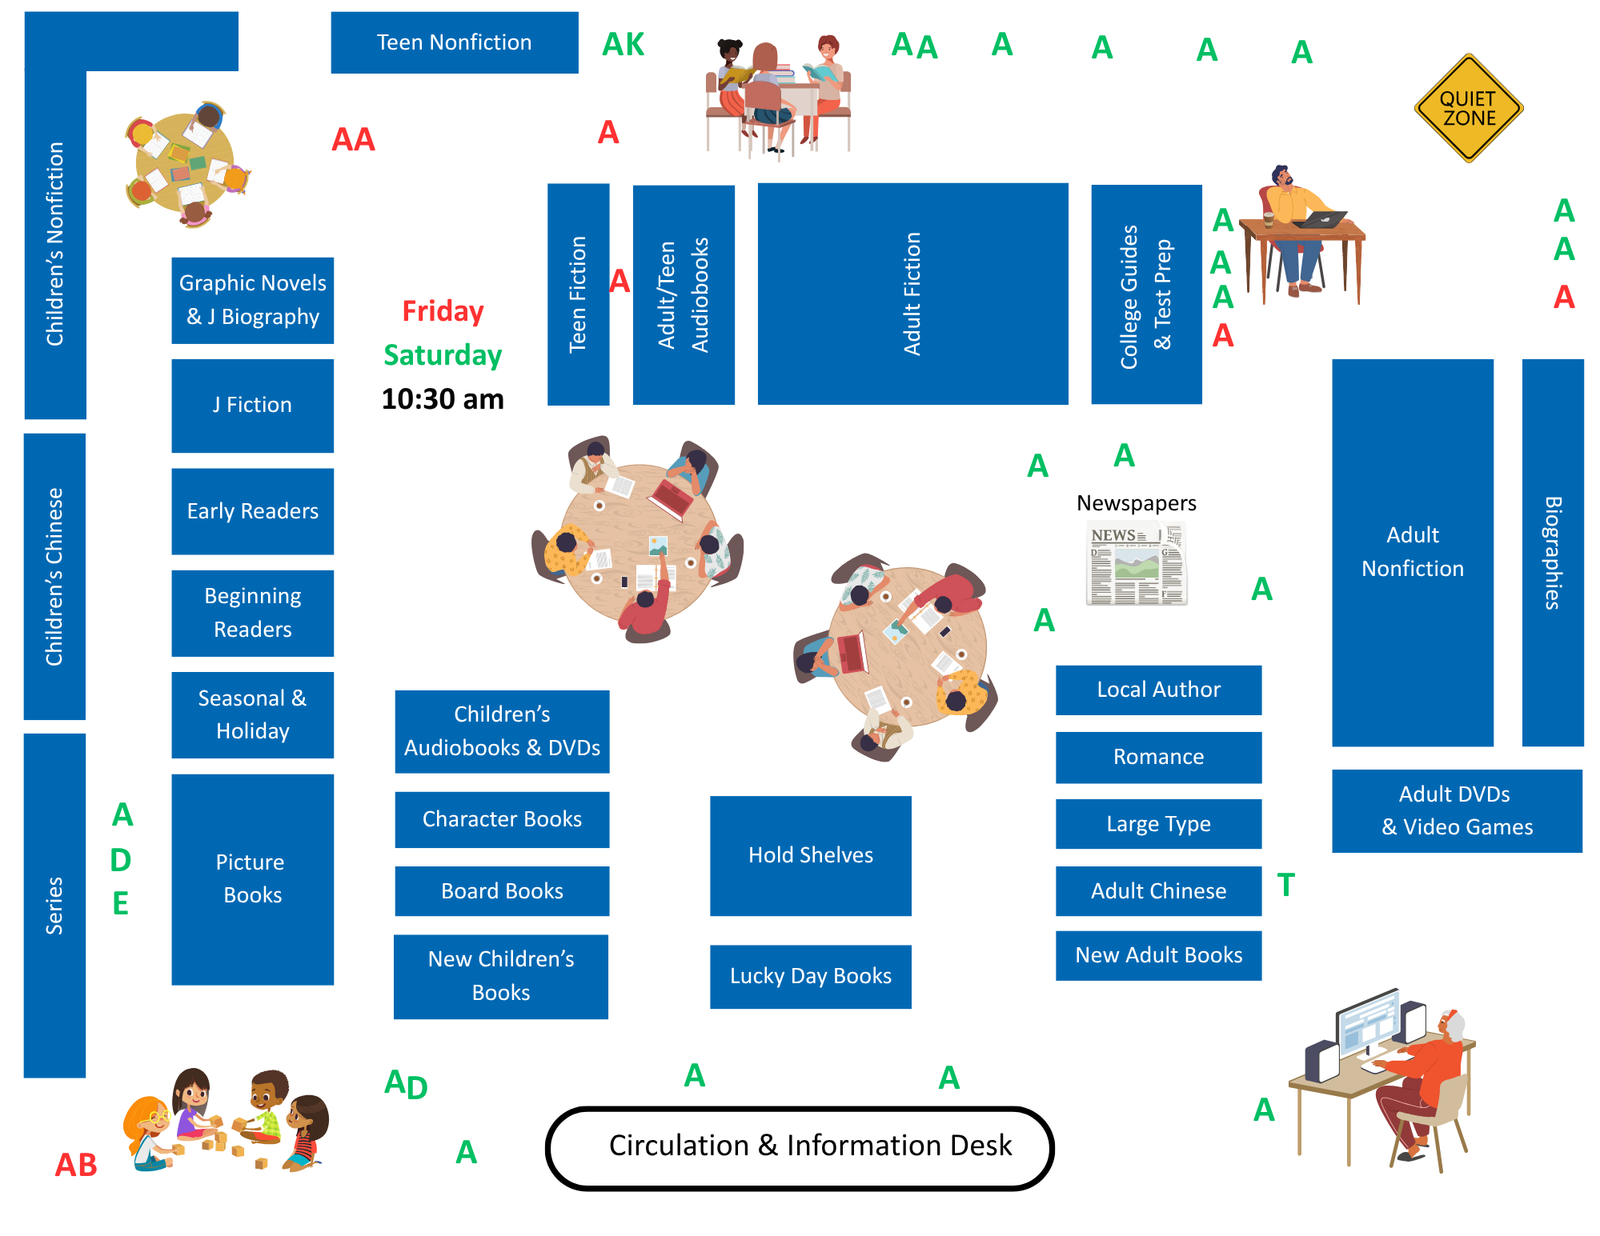 Teen Nonfiction
AK
AA
A
A
A
A
QUIET
ZONE
AA
A
Children's Nonfiction
Graphic Novels
& J Biography
J Fiction
Early Readers
Beginning
Readers
Seasonal &
Holiday
Picture
Books
Children's Chinese
Series
A
D
E
Friday
Saturday
10:30 am
Teen Fiction
A
Adult/Teen
Audiobooks
Adult Fiction
College Guides
& Test Prep
A
A
A
A
A
A
A
A
A
Newspapers
NEWS
A
A
Adult
Nonfiction
Biographies
Adult DVDs
& Video Games
Children's
Audiobooks & DVDs
Character Books
Board Books
New Children's
Books
Hold Shelves
Lucky Day Books
Local Author
Romance
Large Type
Adult Chinese
T
New Adult Books
AD
A
A
A
A
AB
Circulation & Information Desk